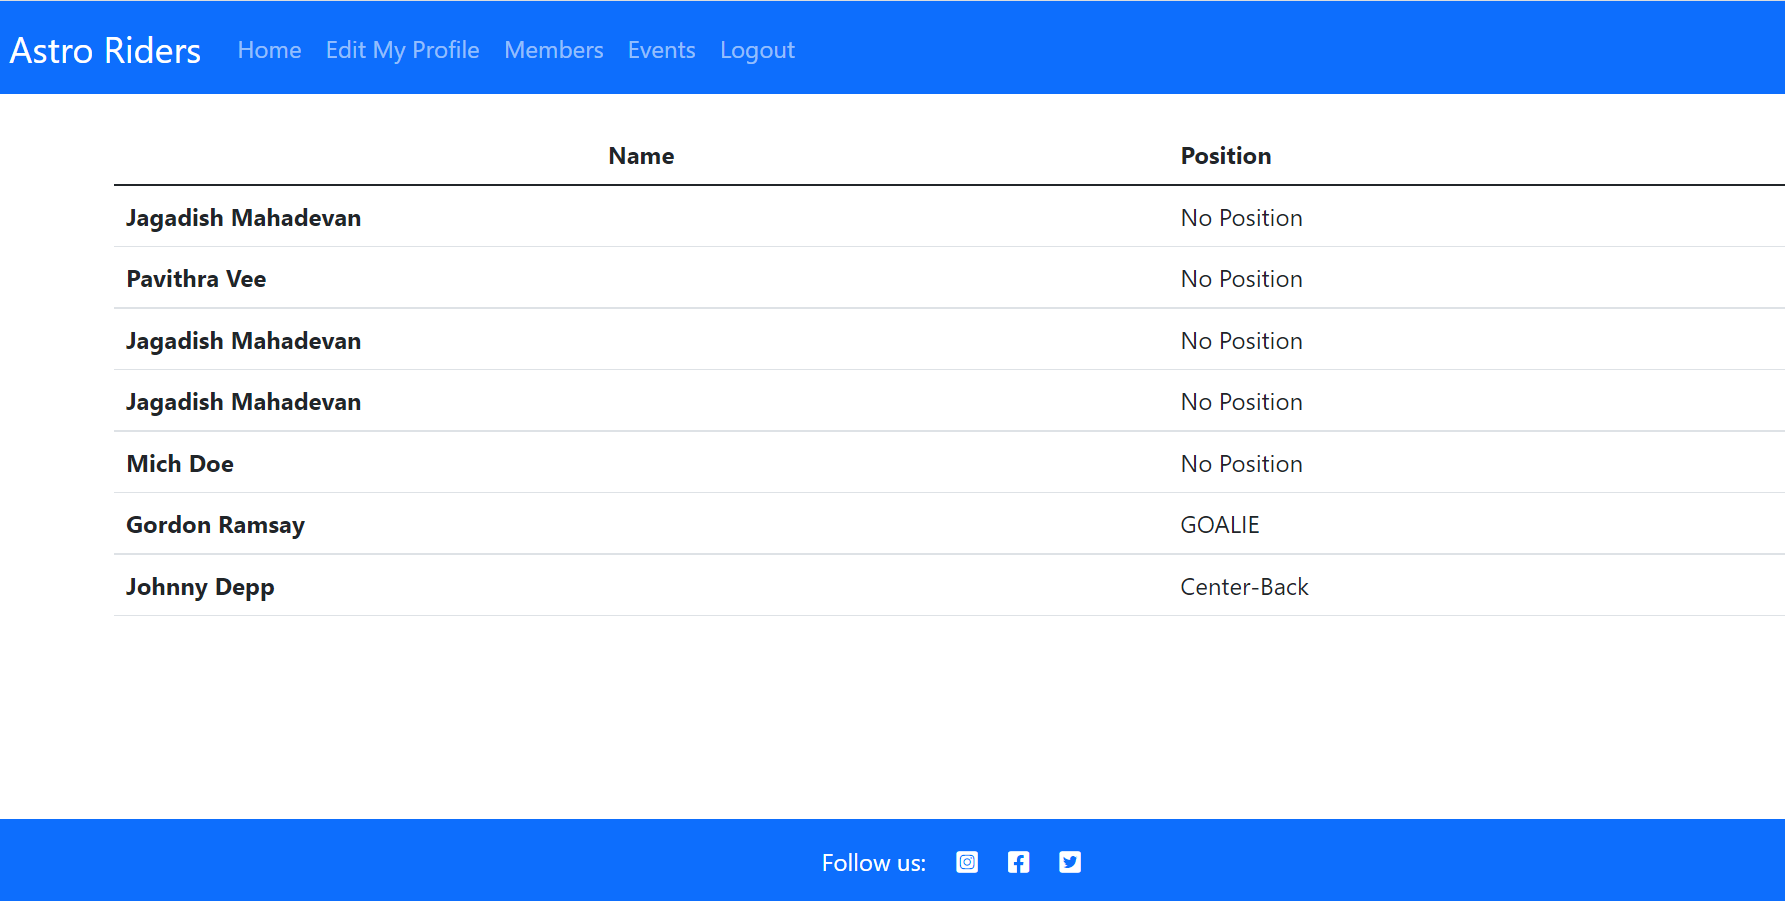 Astro Riders Home Edit My Profile Members Events Logout
Name Position
Jagadish Mahadevan No Position
Pavithra Vee No Position
Jagadish Mahadevan No Position
Jagadish Mahadevan No Position
Mich Doe No Position
Gordon Ramsay GOALIE
Johnny Depp Center-Back
Follow us: